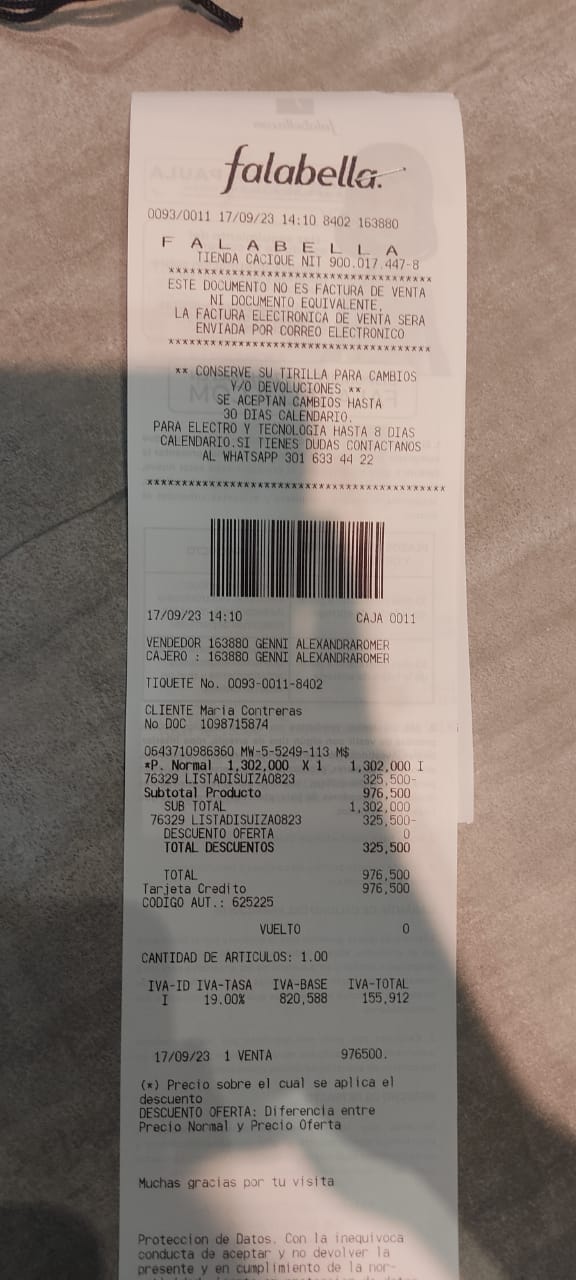 falabella.
0093/0011 17/09/23 14:10 8402 163880
F A L A B E L L A
TIENDA CACIQUE NIT 900.017.447-8
****************************************
ESTE DOCUMENTO NO ES FACTURA DE VENTA
NI DOCUMENTO EQUIVALENTE,
LA FACTURA ELECTRONICA DE VENTA SERA
ENVIADA POR CORREO ELECTRONICO
****************************************
** CONSERVE SU TIRILLA PARA CAMBIOS
Y/O DEVOLUCIONES **
SE ACEPTAN CAMBIOS HASTA
30 DIAS CALENDARIO.
PARA ELECTRO Y TECNOLOGIA HASTA 8 DIAS
CALENDARIO.SI TIENES DUDAS CONTACTANOS
AL WHATSAPP 301 633 44 22
****************************************
17/09/23 14:10 CAJA 0011
VENDEDOR 163880 GENNI ALEXANDRAROMER
CAJERO : 163880 GENNI ALEXANDRAROMER
TIQUETE No. 0093-0011-8402
CLIENTE Maria Contreras
No DOC 1098715874
0643710986360 MW-5-5249-113 M$
*P. Normal 1,302,000 X 1 1,302,000 I
76329 LISTADISUIZA0823 325,500-
Subtotal Producto 976,500
SUB TOTAL 1,302,000
76329 LISTADISUIZA0823 325,500-
DESCUENTO OFERTA 0
TOTAL DESCUENTOS 325,500
TOTAL 976,500
Tarjeta Credito 976,500
CODIGO AUT.: 625225
VUELTO 0
CANTIDAD DE ARTICULOS: 1.00
IVA-ID IVA-TASA IVA-BASE IVA-TOTAL
I 19.00% 820,588 155,912
17/09/23 1 VENTA 976500.
(*) Precio sobre el cual se aplica el
descuento
DESCUENTO OFERTA: Diferencia entre
Precio Normal y Precio Oferta
Muchas gracias por tu visita
Proteccion de Datos. Con la inequivoca
conducta de aceptar y no devolver la
presente y en cumplimiento de la nor-